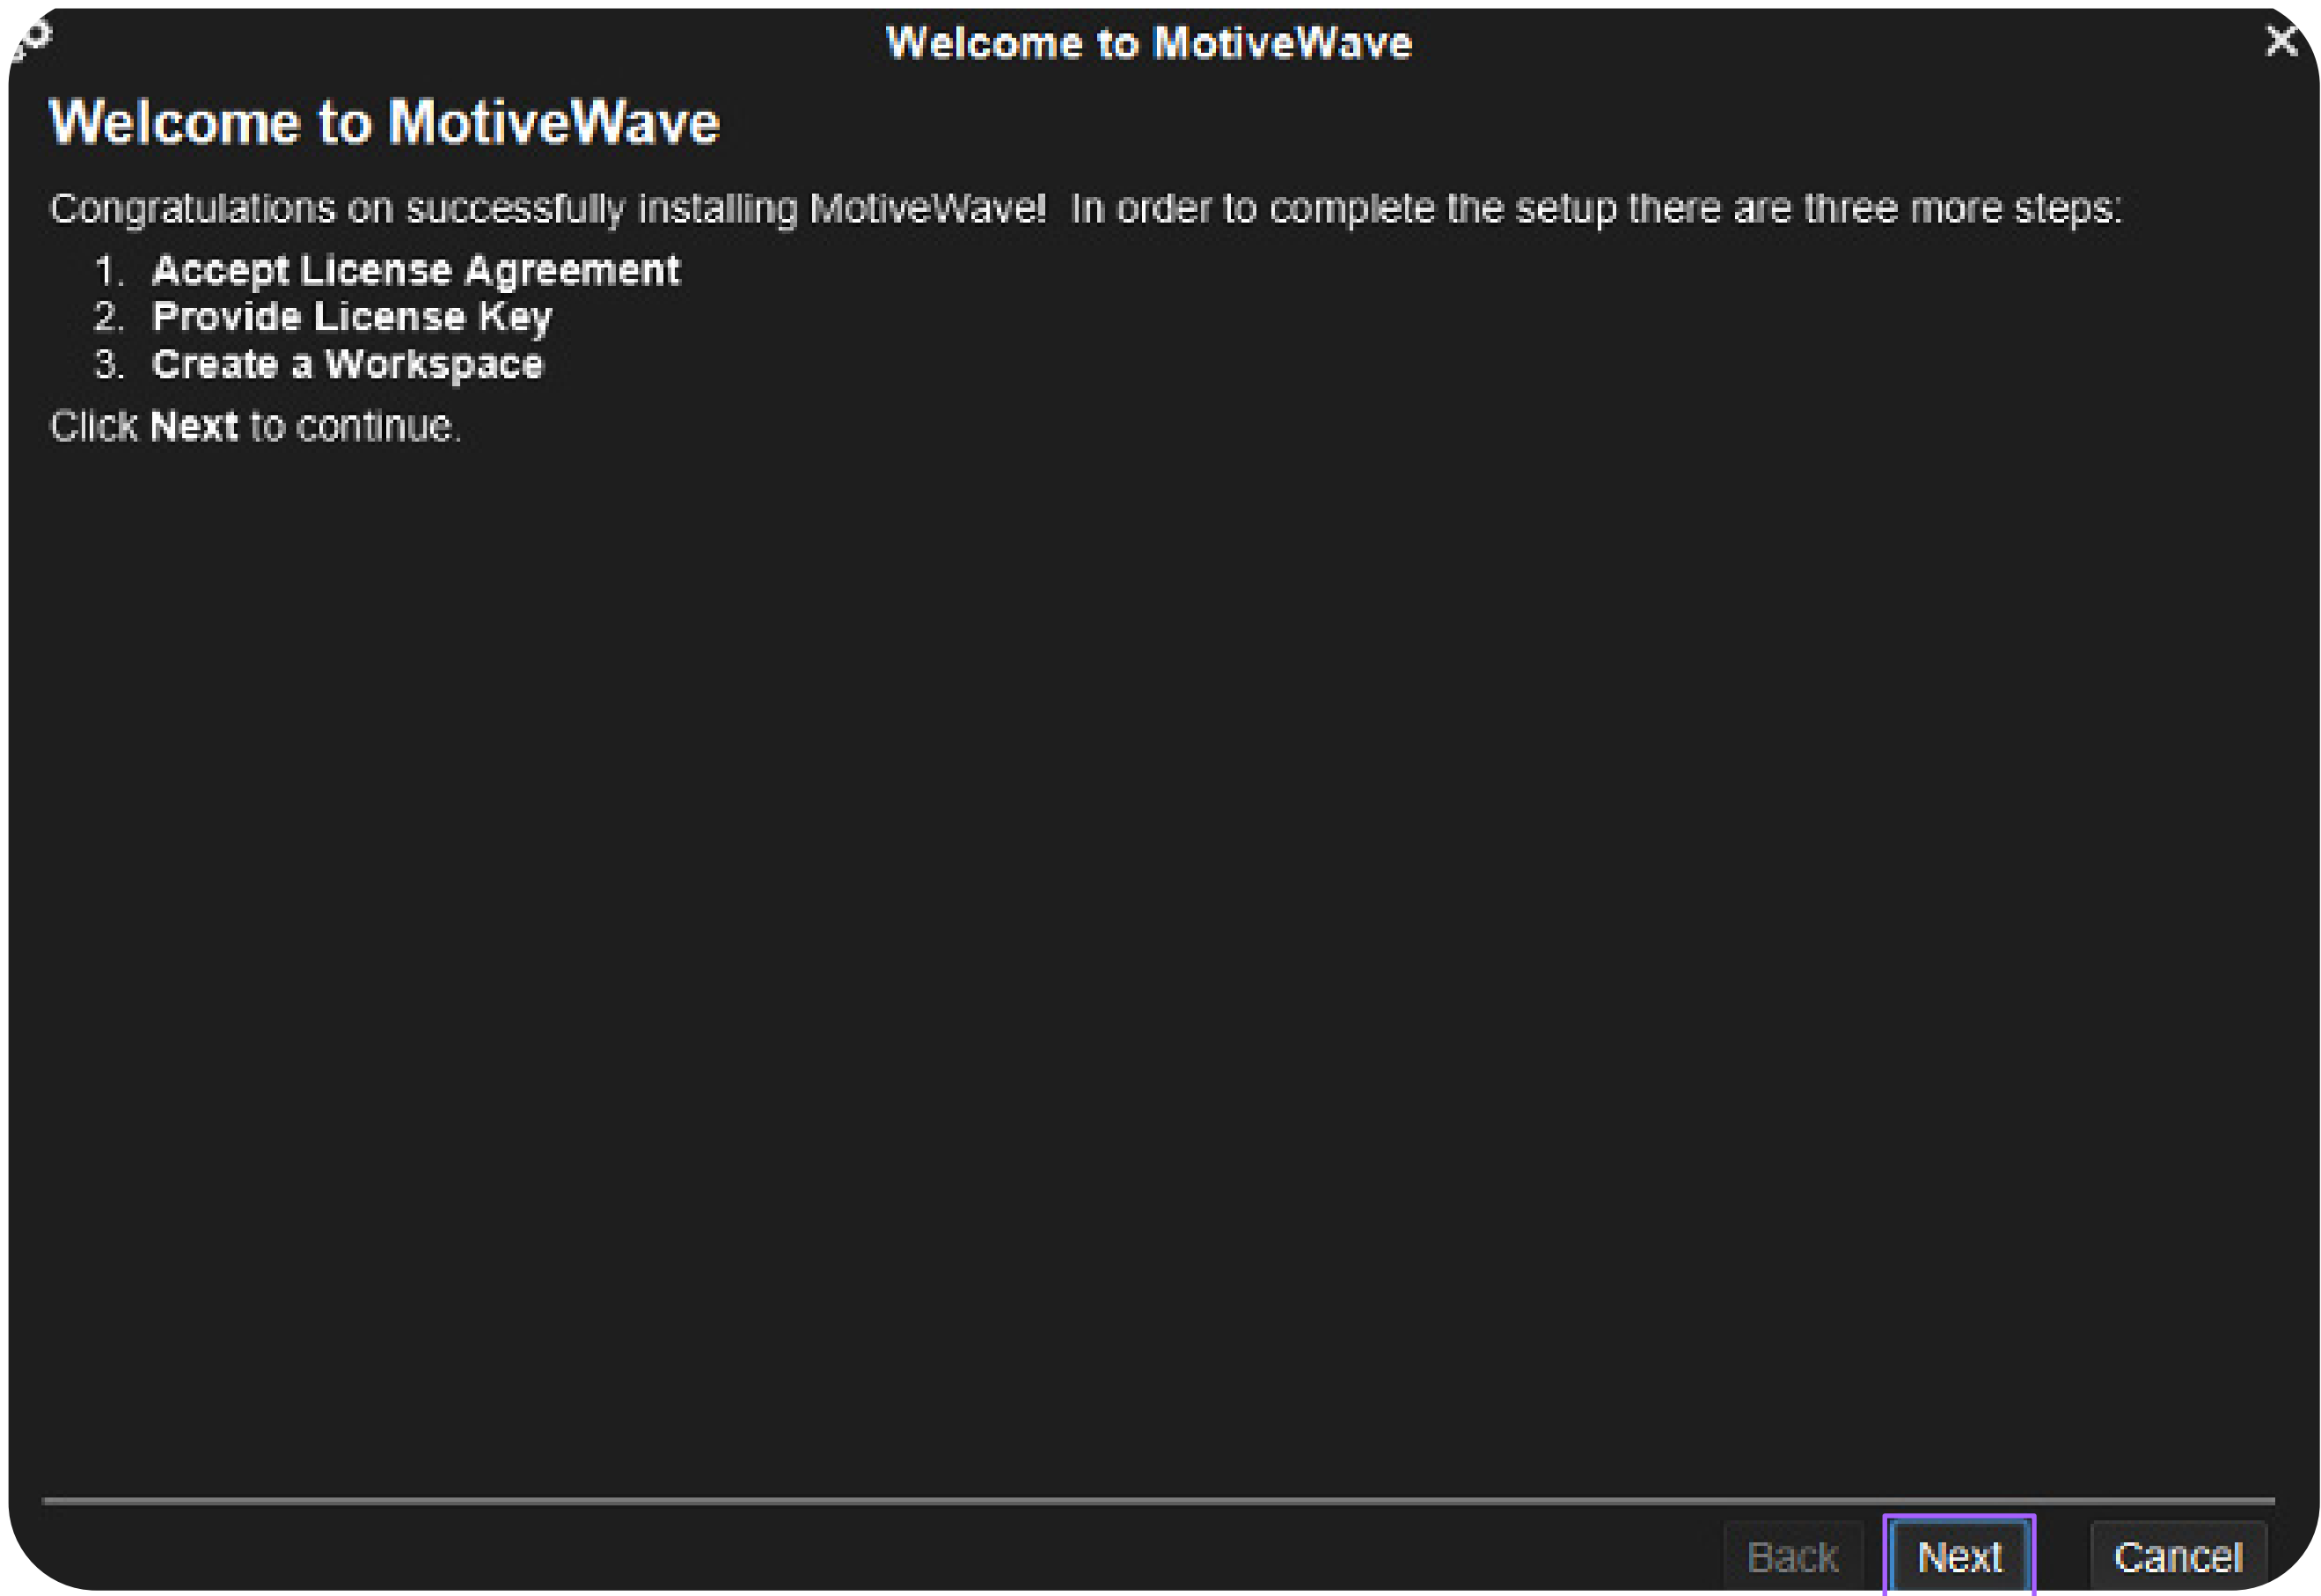 Welcome to MotiveWave
Welcome to MotiveWave
Congratulations on successfully installing MotiveWave!  In order to complete the setup there are three more steps:
1. Accept License Agreement
2. Provide License Key
3. Create a Workspace
Click Next to continue.
Back Next Cancel